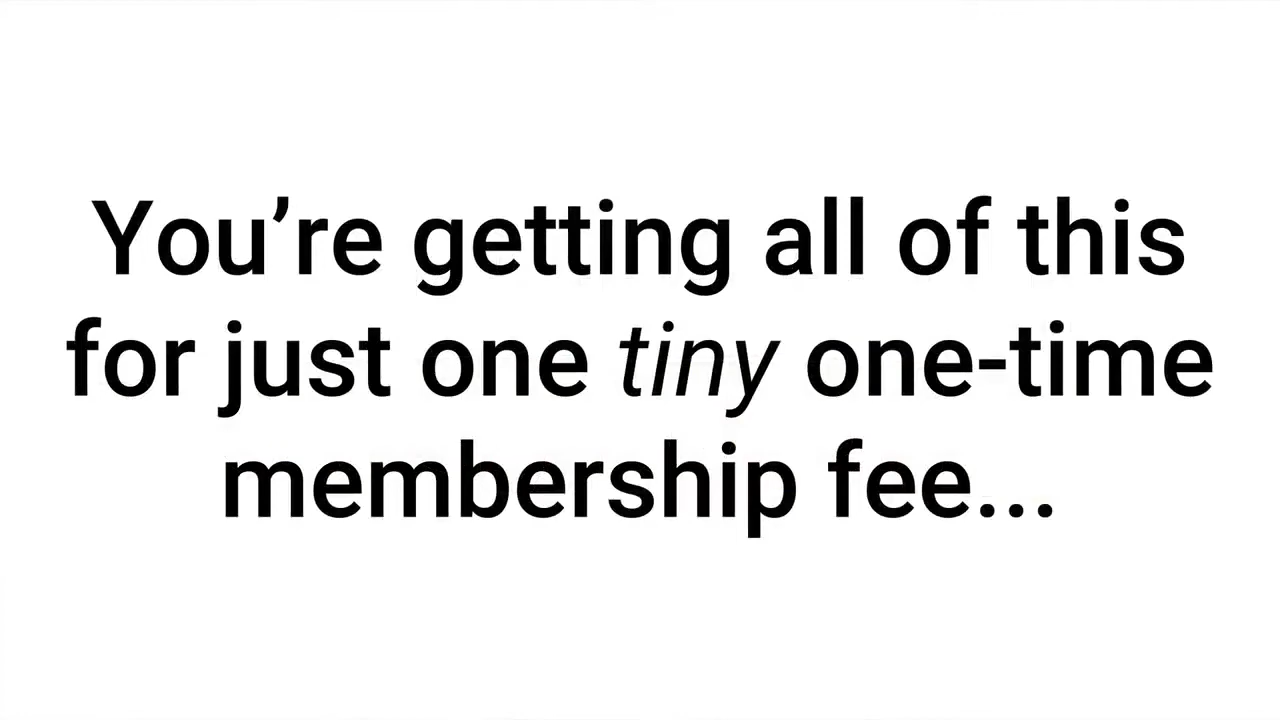 You’re getting all of this
for just one tiny one-time
membership fee...